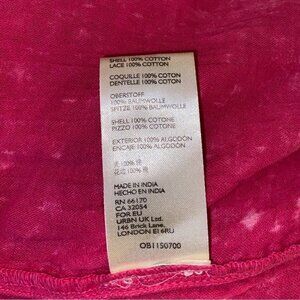 SHELL 100% COTTON
LACE 100% COTTON
COQUILLE 100% COTON
DENTELLE 100% COTON
OBERSTOFF
100% BAUMWOLLE
SPITZE 100% BAUMWOLLE
SHELL 100% COTONE
PIZZO 100% COTONE
EXTERIOR 100% ALGODÓN
ENCAJE 100% ALGODÓN
100%
100%
MADE IN INDIA
HECHO EN INDIA
RN 66170
CA 32054
FOR EU
URBN UK Ltd.
146 Brick Lane,
LONDON E1 6RU
OB1150700